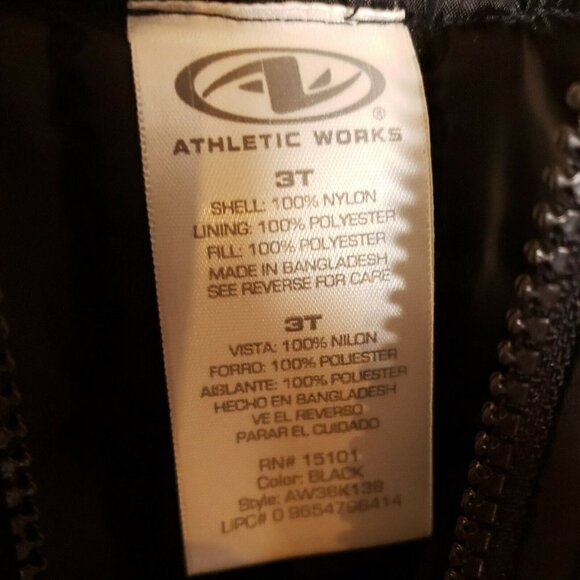 ATHLETIC WORKS
3T
SHELL: 100% NYLON
LINING: 100% POLYESTER
FILL: 100% POLYESTER
MADE IN BANGLADESH
SEE REVERSE FOR CARE
3T
VISTA: 100% NILON
FORRO: 100% POLIESTER
AISLANTE: 100% POLIESTER
HECHO EN BANGLADESH
VE EL REVERSO
PARAR EL CUIDADO
RN# 15101
Color: BLACK
Style: AW36K139
UPC# 0 9654796414